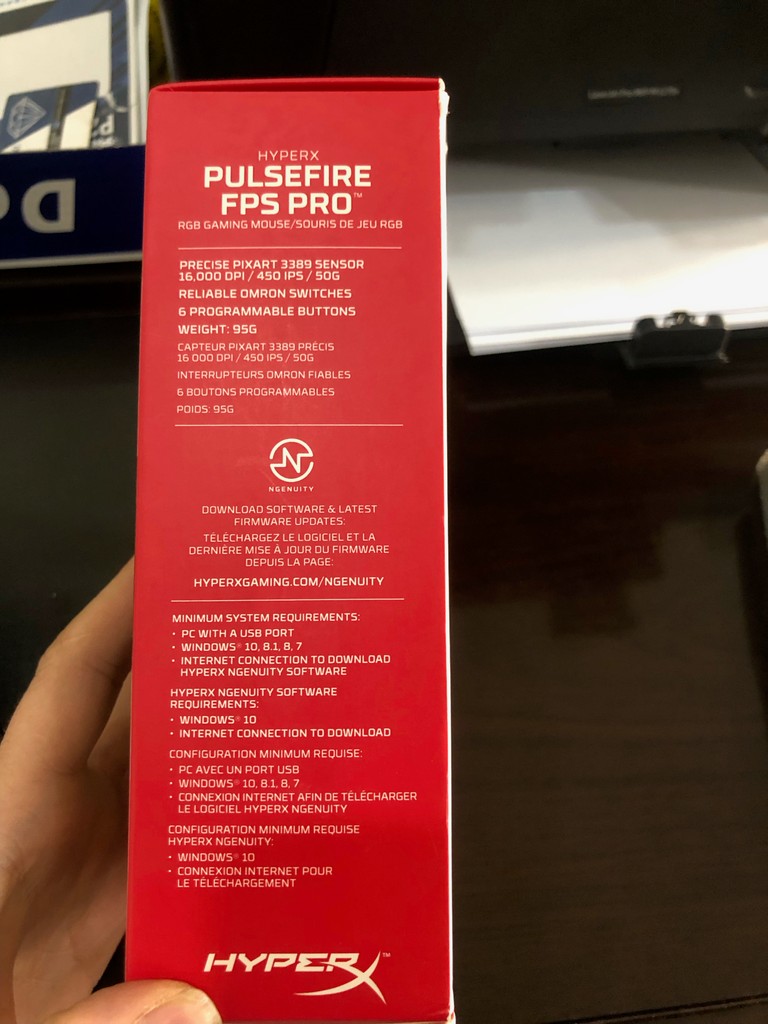 HYPERX
PULSEFIRE
FPS PRO™
RGB GAMING MOUSE/SOURIS DE JEU RGB
PRECISE PIXART 3389 SENSOR
16,000 DPI / 450 IPS / 50G
RELIABLE OMRON SWITCHES
6 PROGRAMMABLE BUTTONS
WEIGHT: 95G
CAPTEUR PIXART 3389 PRÉCIS
16 000 DPI / 450 IPS / 50G
INTERRUPTEURS OMRON FIABLES
6 BOUTONS PROGRAMMABLES
POIDS: 95G
N
NGENUITY
DOWNLOAD SOFTWARE & LATEST
FIRMWARE UPDATES:
TÉLÉCHARGEZ LE LOGICIEL ET LA
DERNIÈRE MISE À JOUR DU FIRMWARE
DEPUIS LA PAGE:
HYPERXGAMING.COM/NGENUITY
MINIMUM SYSTEM REQUIREMENTS:
• PC WITH A USB PORT
• WINDOWS® 10, 8.1, 8, 7
• INTERNET CONNECTION TO DOWNLOAD
HYPERX NGENUITY SOFTWARE
HYPERX NGENUITY SOFTWARE
REQUIREMENTS:
• WINDOWS® 10
• INTERNET CONNECTION TO DOWNLOAD
CONFIGURATION MINIMUM REQUISE:
• PC AVEC UN PORT USB
• WINDOWS® 10, 8.1, 8, 7
• CONNEXION INTERNET AFIN DE TÉLÉCHARGER
LE LOGICIEL HYPERX NGENUITY
CONFIGURATION MINIMUM REQUISE
HYPERX NGENUITY:
• WINDOWS® 10
• CONNEXION INTERNET POUR
LE TÉLÉCHARGEMENT
HYPERX™